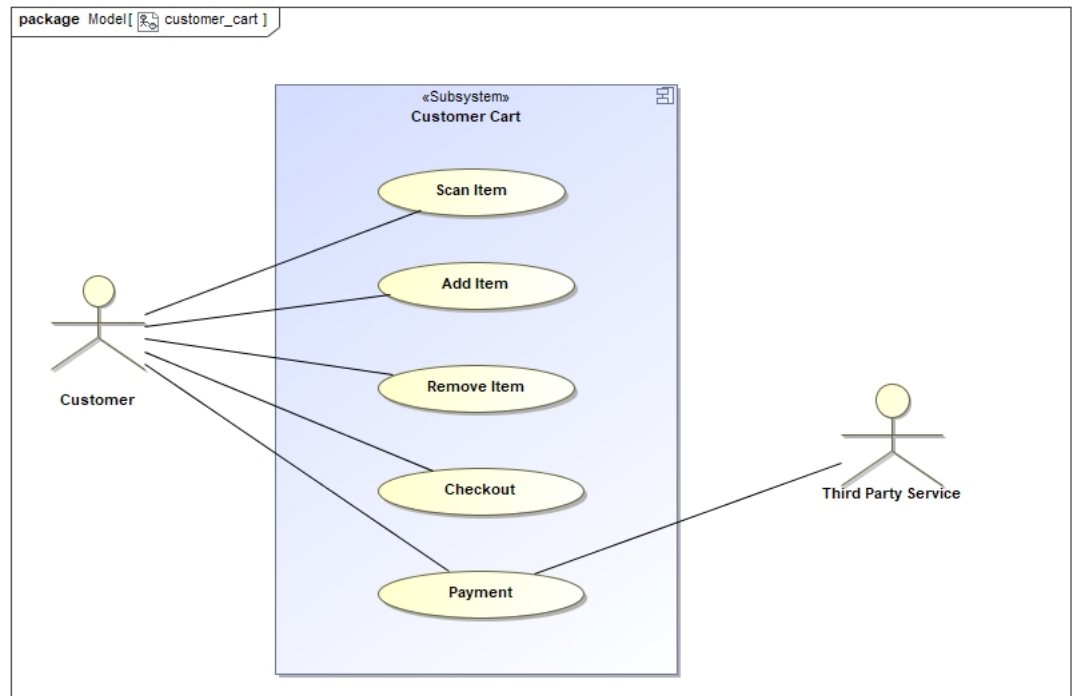 package Model[ customer_cart ]
«Subsystem»
Customer Cart
Scan Item
Add Item
Remove Item
Customer
Checkout
Third Party Service
Payment